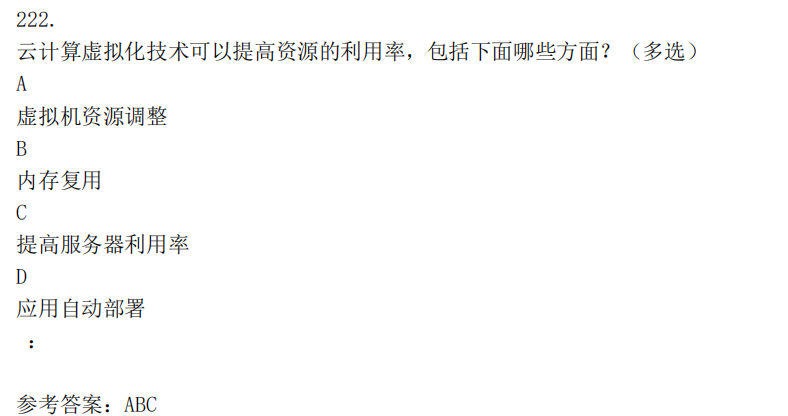 222.
云计算虚拟化技术可以提高资源的利用率，包括下面哪些方面？（多选）
A
虚拟机资源调整
B
内存复用
C
提高服务器利用率
D
应用自动部署
：
参考答案：ABC